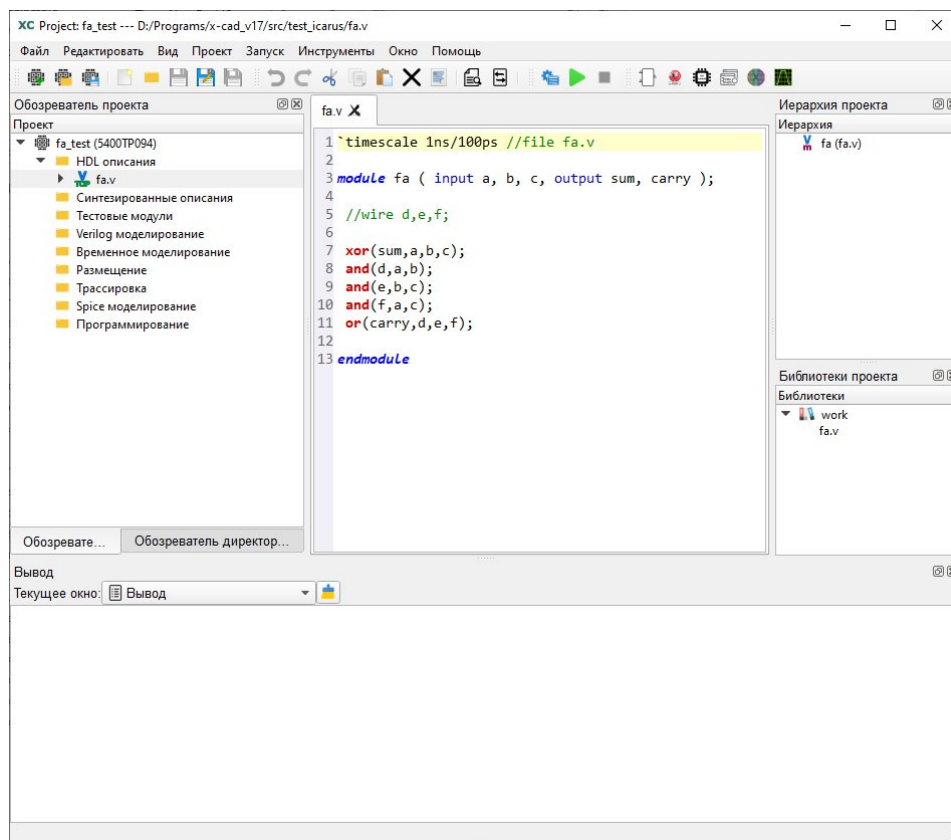 XC Project: fa_test --- D:/Programs/x-cad_v17/src/test_icarus/fa.v
Файл Редактировать Вид Проект Запуск Инструменты Окно Помощь
Обозреватель проекта
Проект
fa_test (5400TP094)
HDL описания
fa.v
Синтезированные описания
Тестовые модули
Verilog моделирование
Временное моделирование
Размещение
Трассировка
Spice моделирование
Программирование
Обозревате...
Обозреватель директор...
fa.v
1 `timescale 1ns/100ps //file fa.v
2
3 module fa ( input a, b, c, output sum, carry );
4
5 //wire d,e,f;
6
7 xor(sum,a,b,c);
8 and(d,a,b);
9 and(e,b,c);
10 and(f,a,c);
11 or(carry,d,e,f);
12
13 endmodule
Иерархия проекта
Иерархия
fa (fa.v)
Библиотеки проекта
Библиотеки
work
fa.v
Вывод
Текущее окно: Вывод